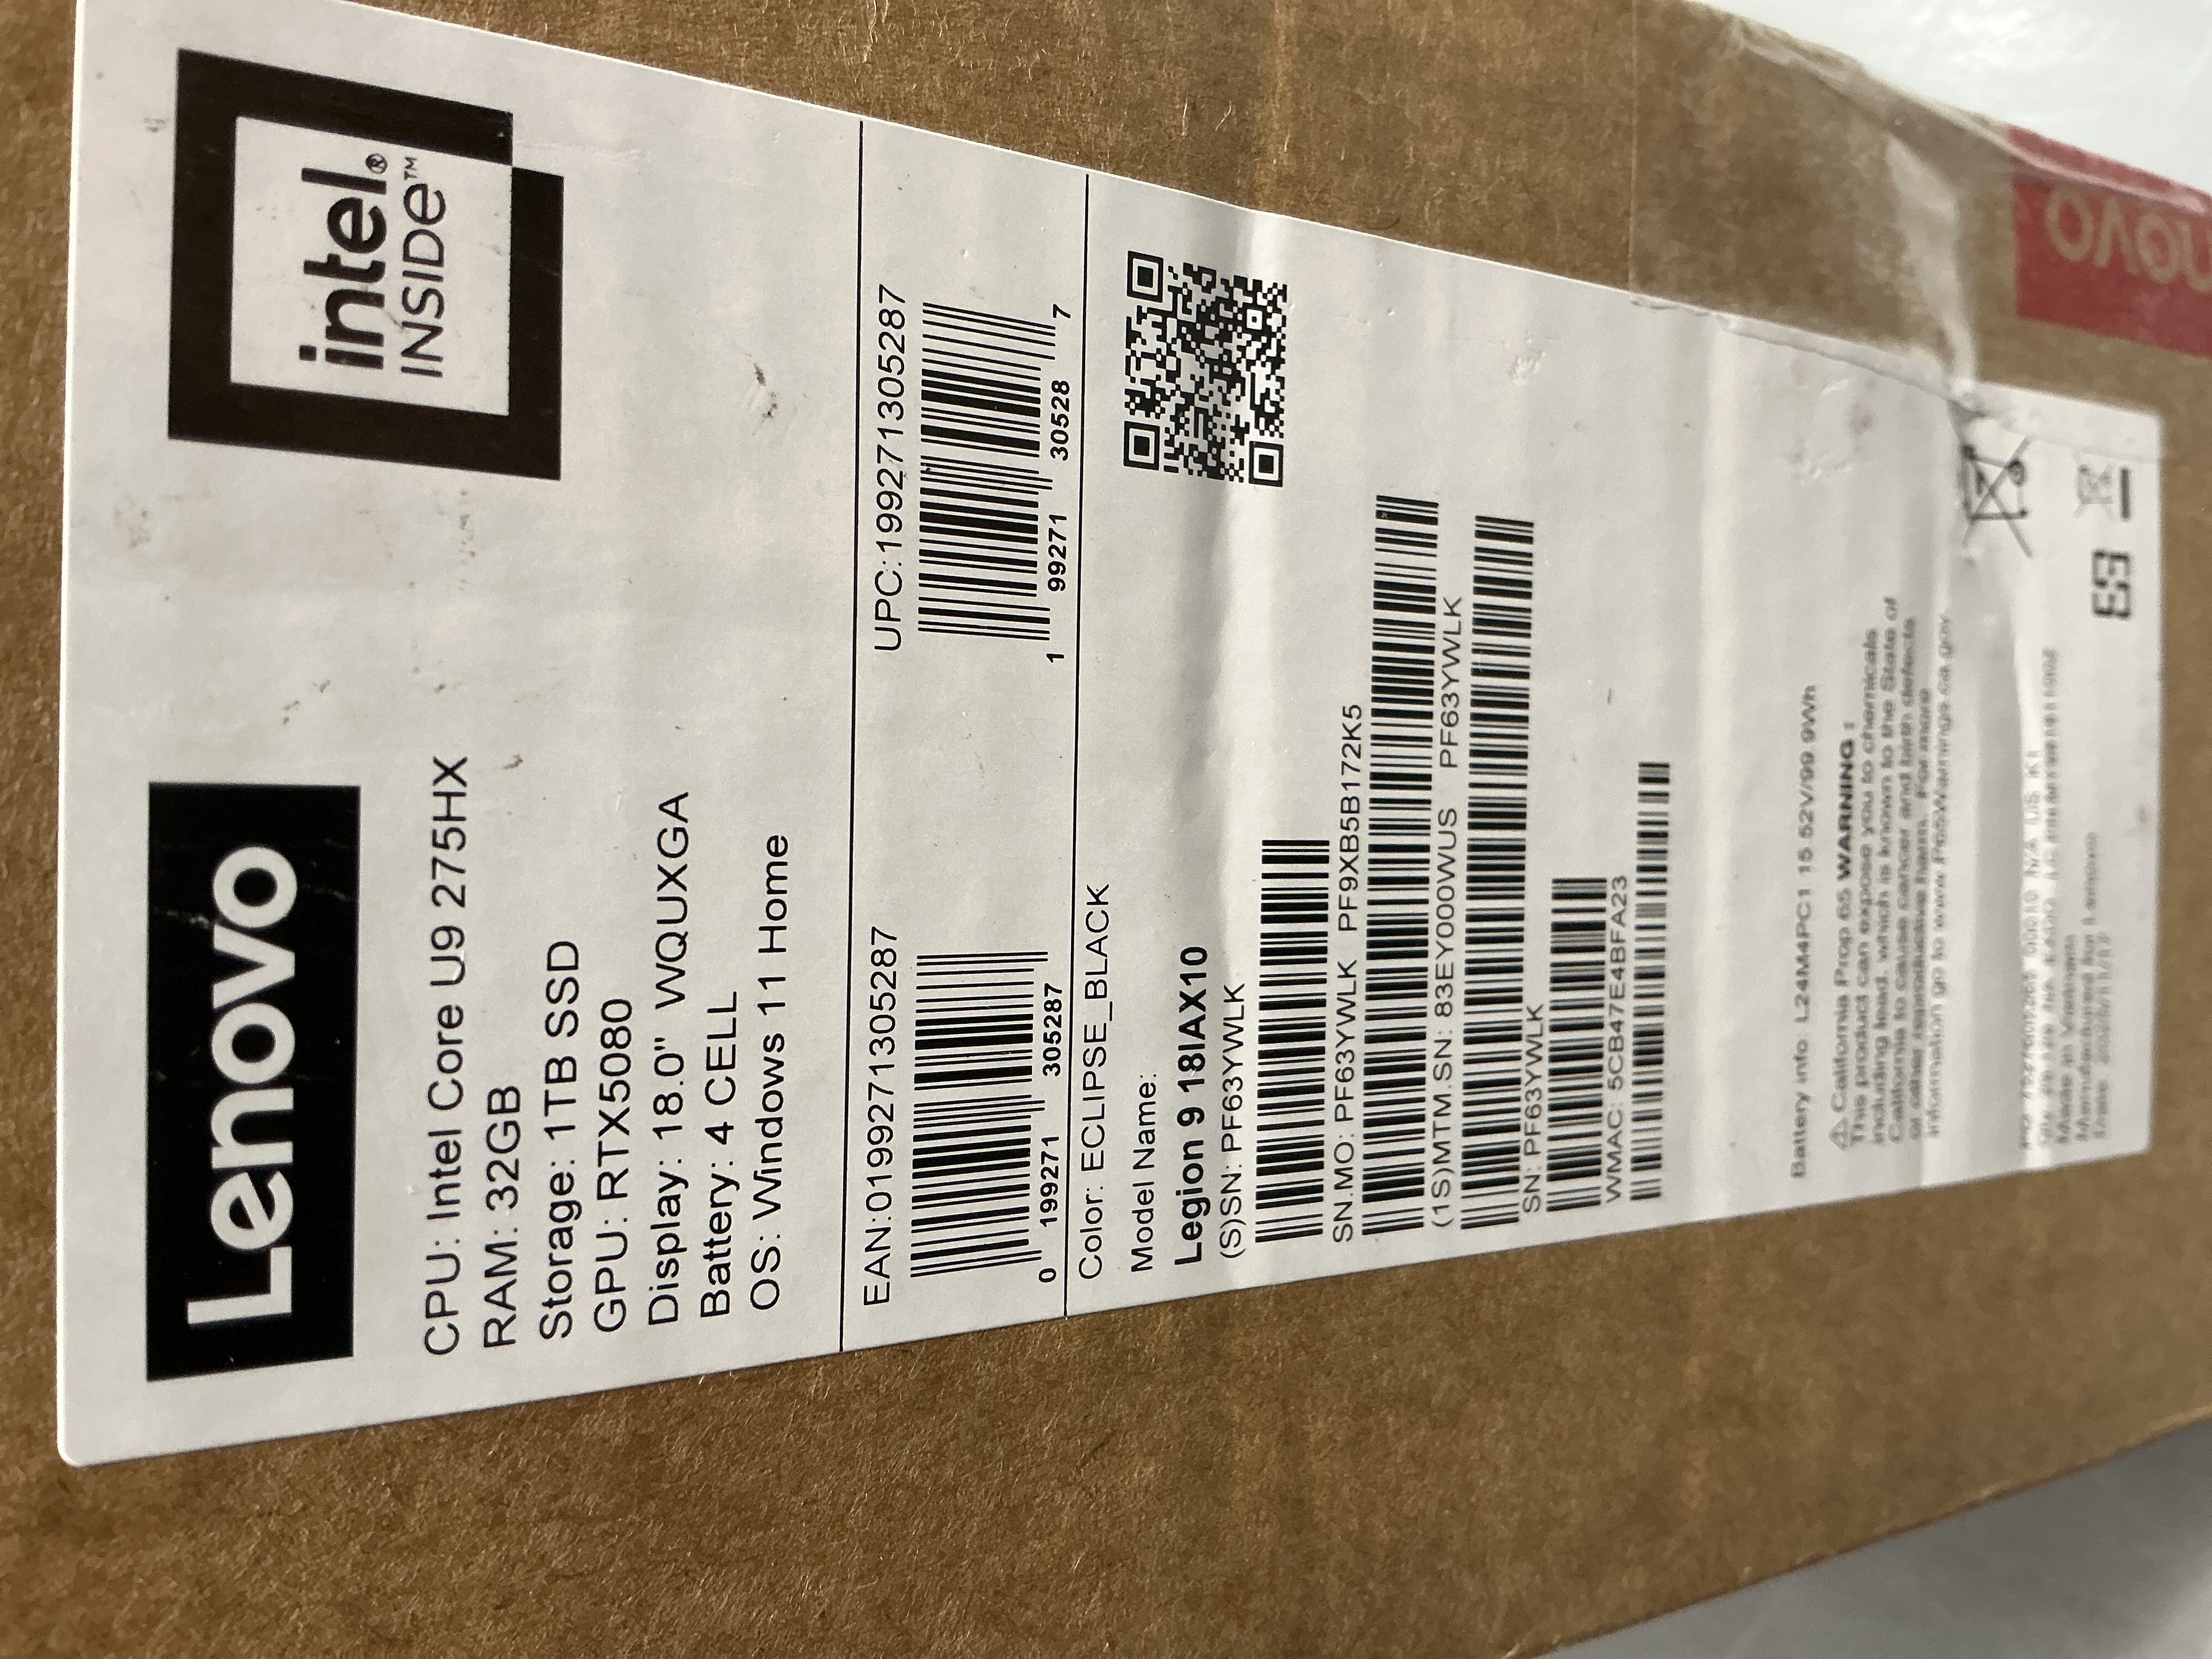 Lenovo
intel®
INSIDE™
CPU: Intel Core U9 275HX
RAM: 32GB
Storage: 1TB SSD
GPU: RTX5080
Display: 18.0" WQUXGA
Battery: 4 CELL
OS: Windows 11 Home
EAN:0199271305287
UPC:199271305287
0 199271 305287
1 99271 30528 7
Color: ECLIPSE_BLACK
Model Name:
Legion 9 18IAX10
(S)SN: PF63YWLK
SN.MO: PF63YWLK PF9XB5B172K5
(1S)MTM.SN: 83EY000WUS PF63YWLK
SN: PF63YWLK
WMAC: 5CB47E4BFA23
Battery info: L24M4PC1 15.52V/99.9Wh
⚠ California Prop 65 WARNING :
This product can expose you to chemicals
including lead, which is known to the State of
California to cause cancer and birth defects
or other reproductive harm. For more
information go to www.P65Warnings.ca.gov
Made in Vietnam
Manufactured for Lenovo
novo